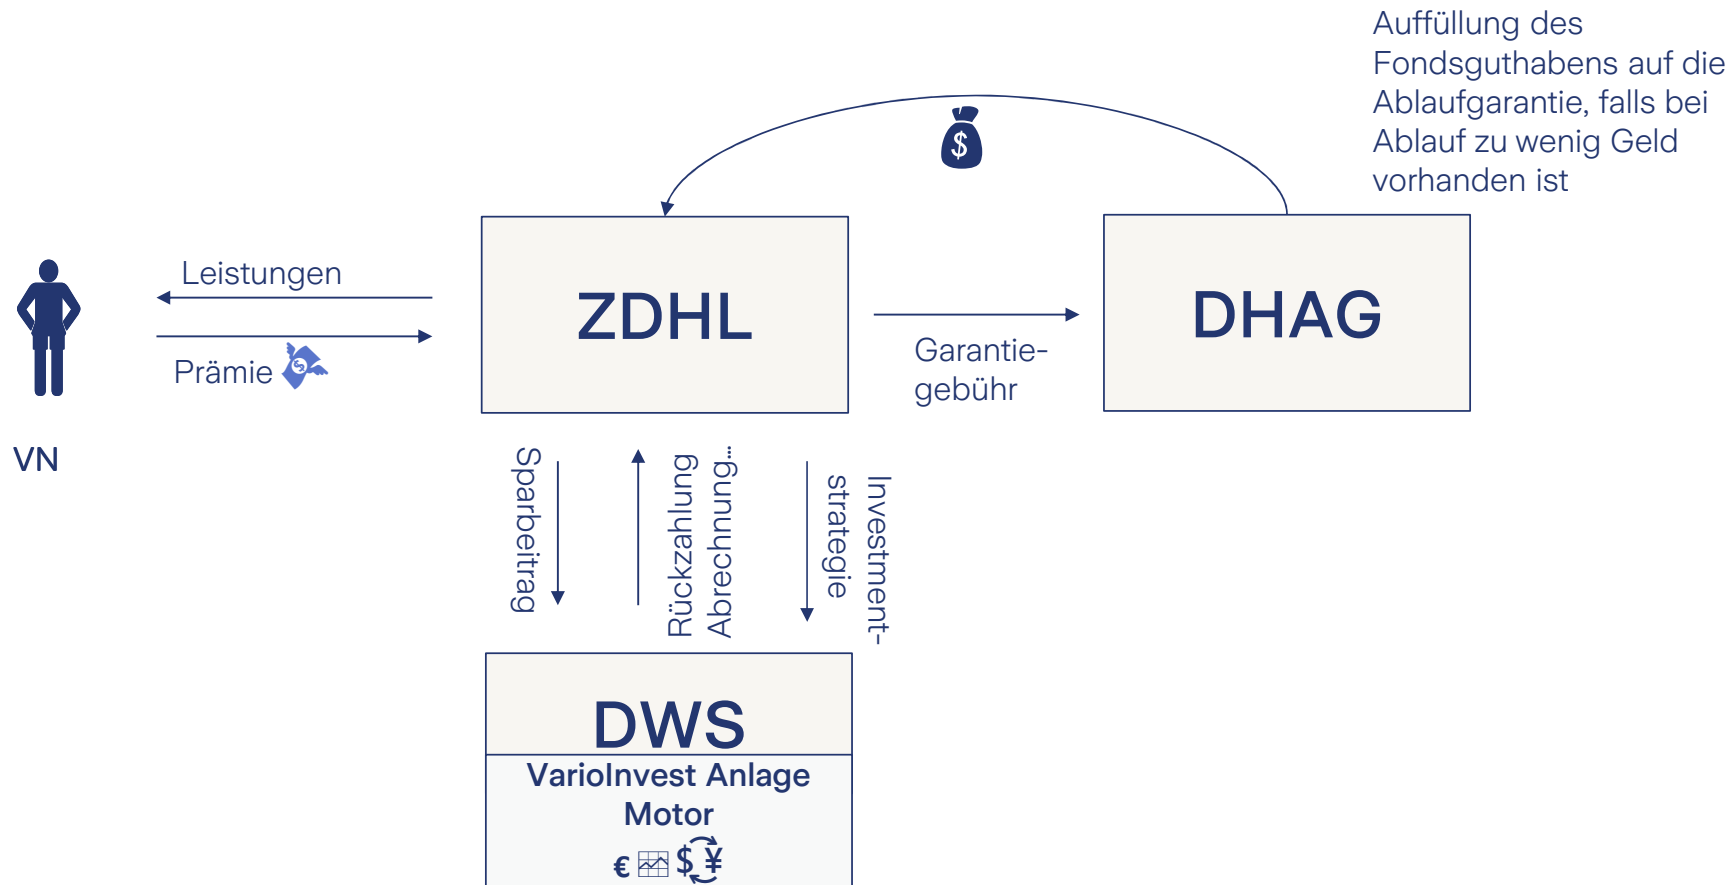 Auffüllung des
Fondsguthabens auf die
Ablaufgarantie, falls bei
Ablauf zu wenig Geld
vorhanden ist
$
Leistungen
ZDHL
DHAG
Prämie
Garantie-
gebühr
VN
Sparbeitrag
Rückzahlung
Abrechnung...
Investment-
strategie
DWS
VarioInvest Anlage
Motor
€ $ ¥